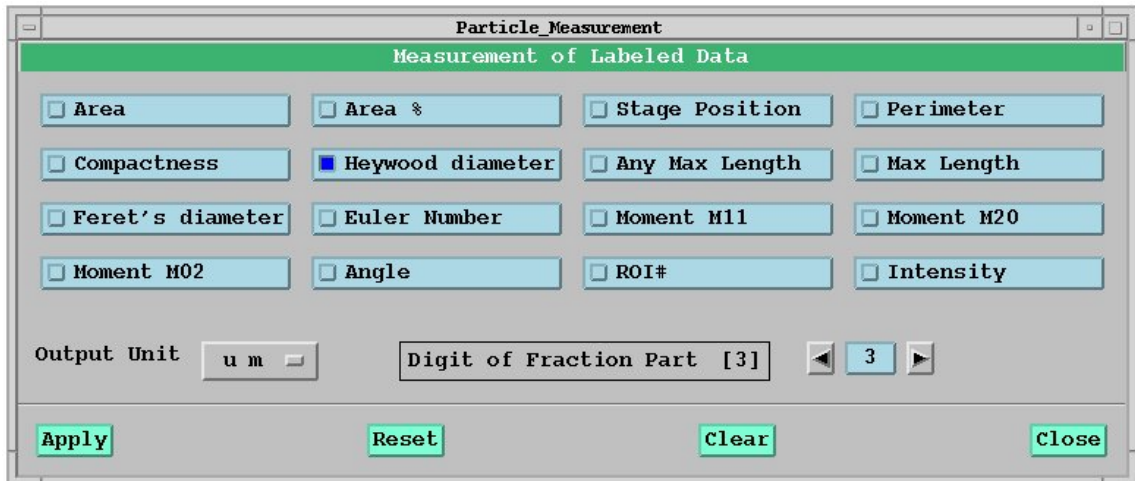 Particle_Measurement
Measurement of Labeled Data
Area Area % Stage Position Perimeter
Compactness Heywood diameter Any Max Length Max Length
Feret's diameter Euler Number Moment M11 Moment M20
Moment M02 Angle ROI# Intensity
Output Unit u m Digit of Fraction Part [3] 3
Apply Reset Clear Close